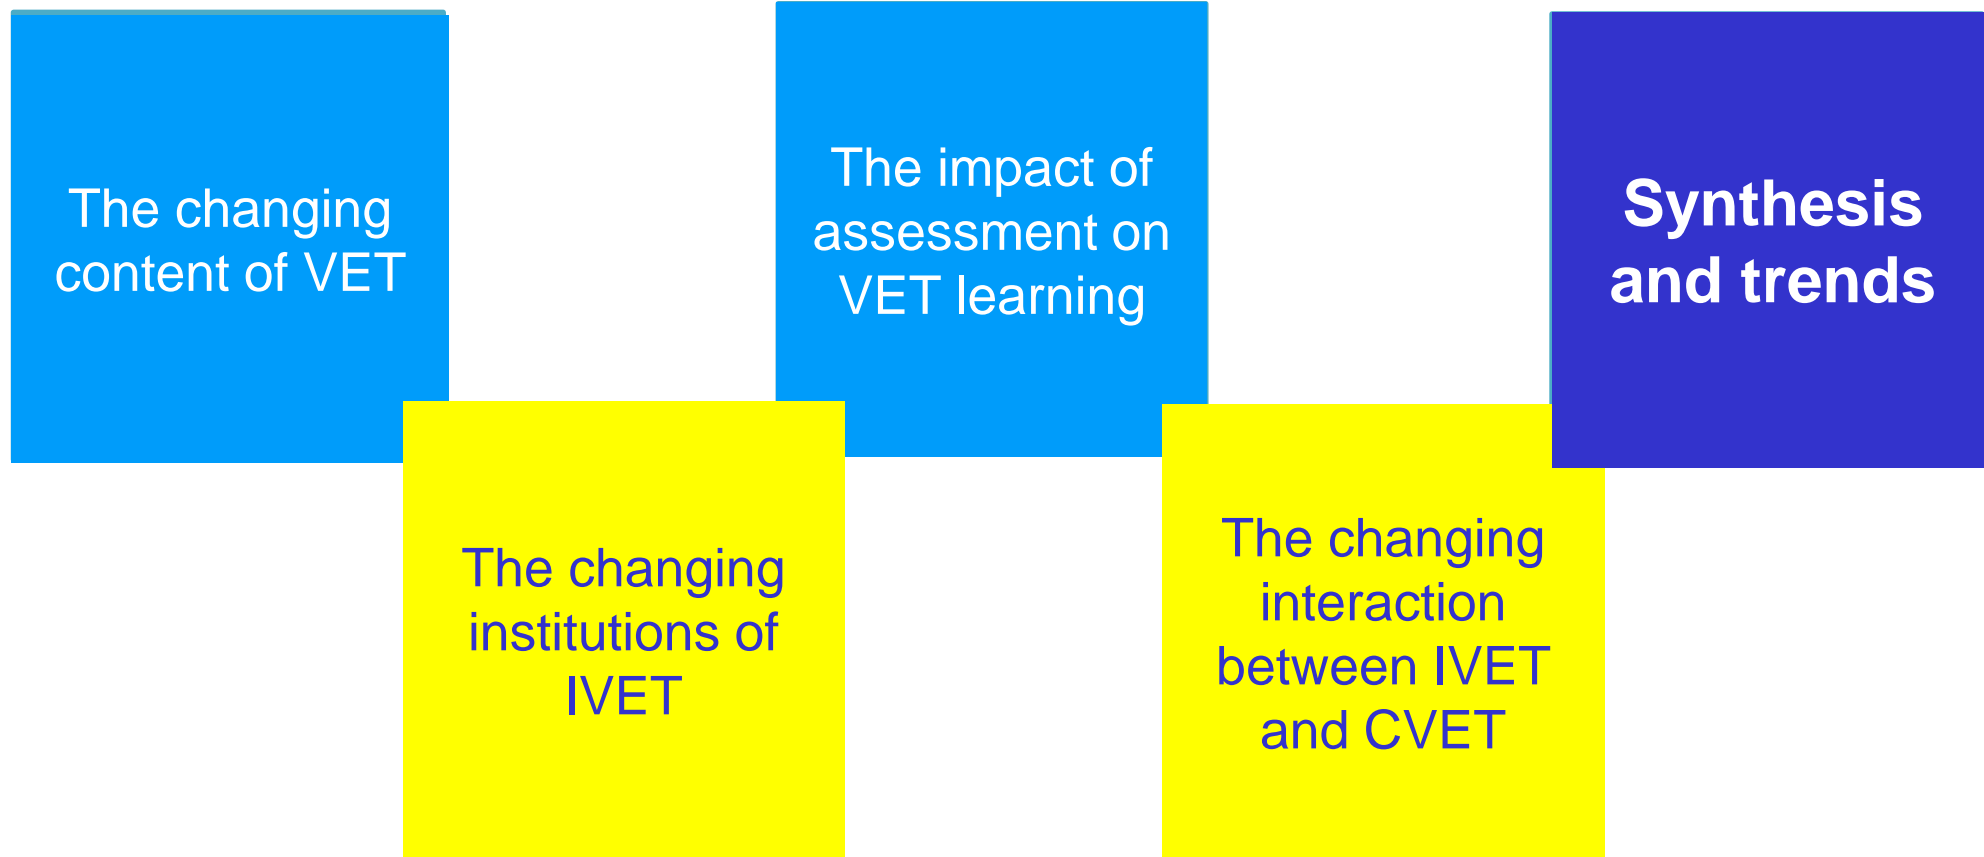 The changing
content of VET
The changing
institutions of
IVET
The impact of
assessment on
VET learning
The changing
interaction
between IVET
and CVET
Synthesis
and trends